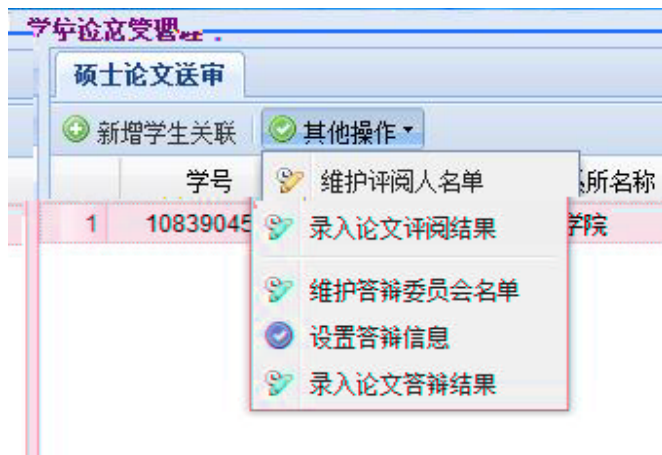 学位论文管理
硕士论文送审
新增学生关联 其他操作
学号 所名称
维护评阅人名单
1 10839045 学院
录入论文评阅结果
维护答辩委员会名单
设置答辩信息
录入论文答辩结果